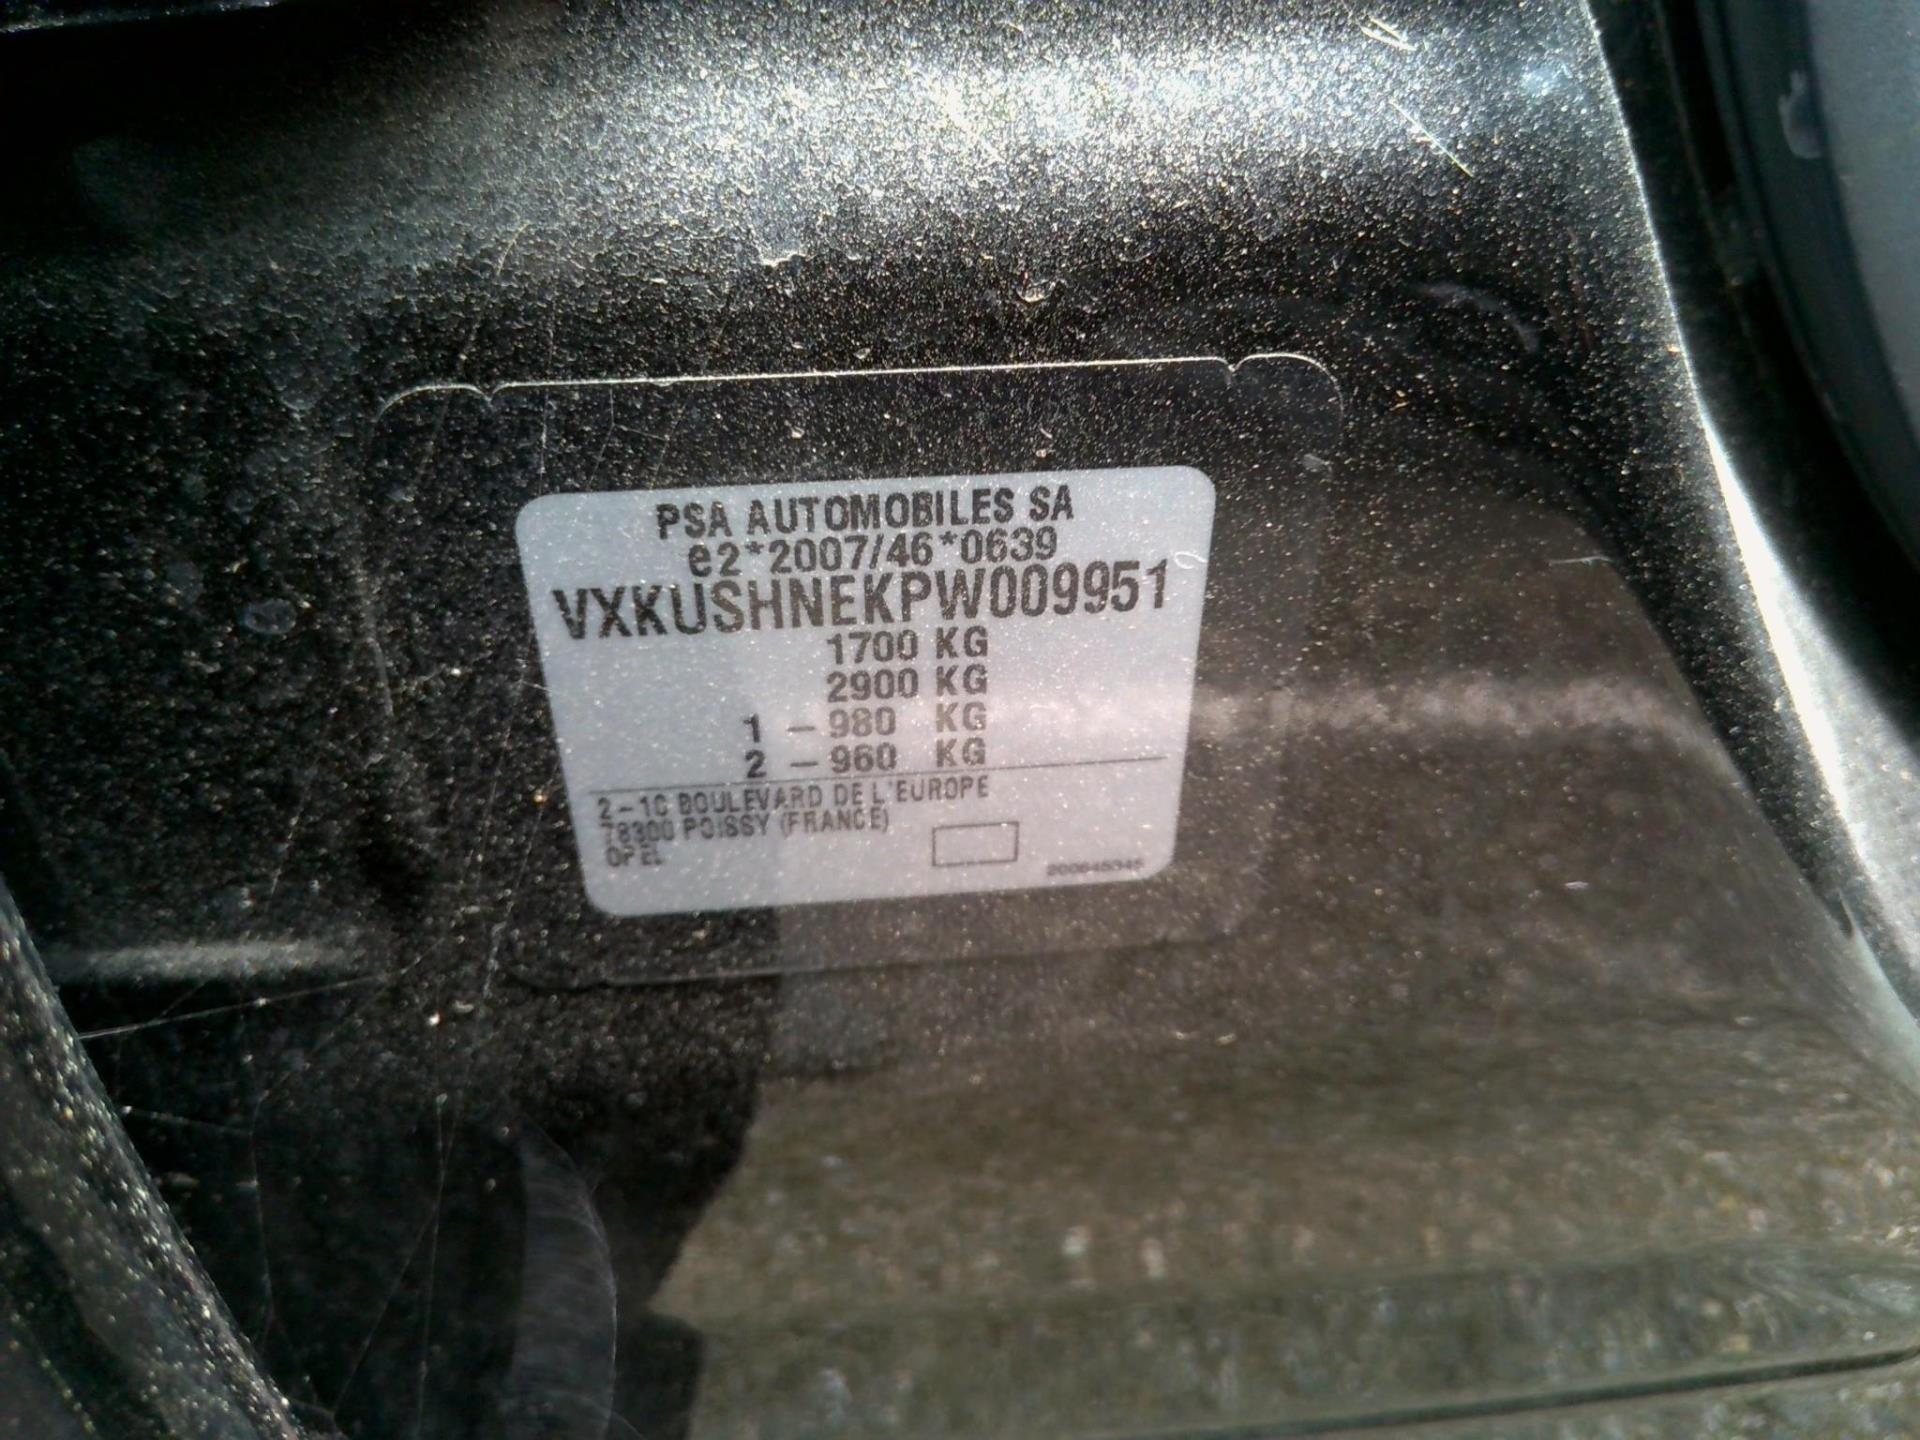 PSA AUTOMOBILES SA
e2*2007/46*0639
VXKUSHNEKPW009951
1700 KG
2900 KG
1 – 980 KG
2 – 960 KG
2-10 BOULEVARD DE L'EUROPE
78300 POISSY (FRANCE)
OPEL